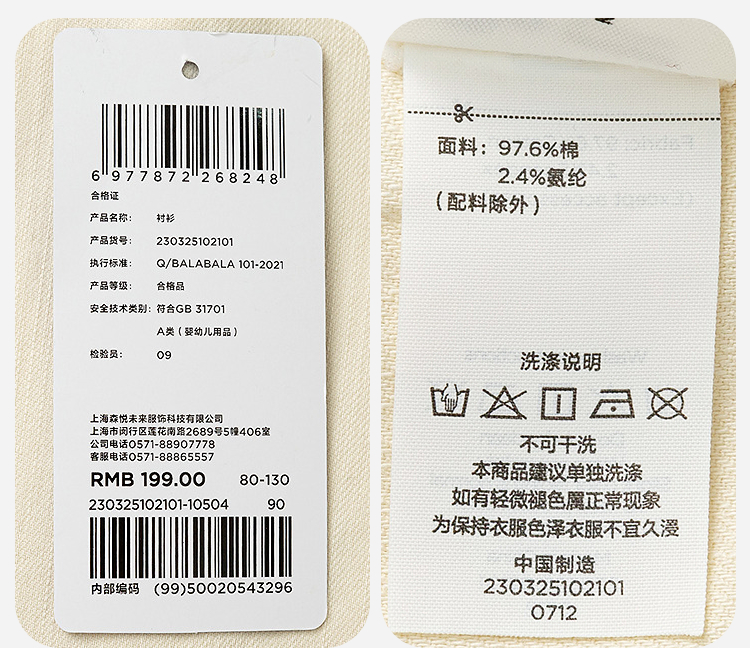 6 977872 268248
合格证
产品名称： 衬衫
产品货号： 230325102101
执行标准： Q/BALABALA 101-2021
产品等级： 合格品
安全技术类别： 符合GB 31701
A类（婴幼儿用品）
检验员： 09
上海森悦未来服饰科技有限公司
上海市闵行区莲花南路2689号5幢406室
公司电话0571-88907778
客服电话0571-88865557
RMB 199.00 80-130
230325102101-10504 90
内部编码 (99)50020543296
面料：97.6%棉
2.4%氨纶
(配料除外)
洗涤说明
不可干洗
本商品建议单独洗涤
如有轻微褪色属正常现象
为保持衣服色泽衣服不宜久浸
中国制造
230325102101
0712